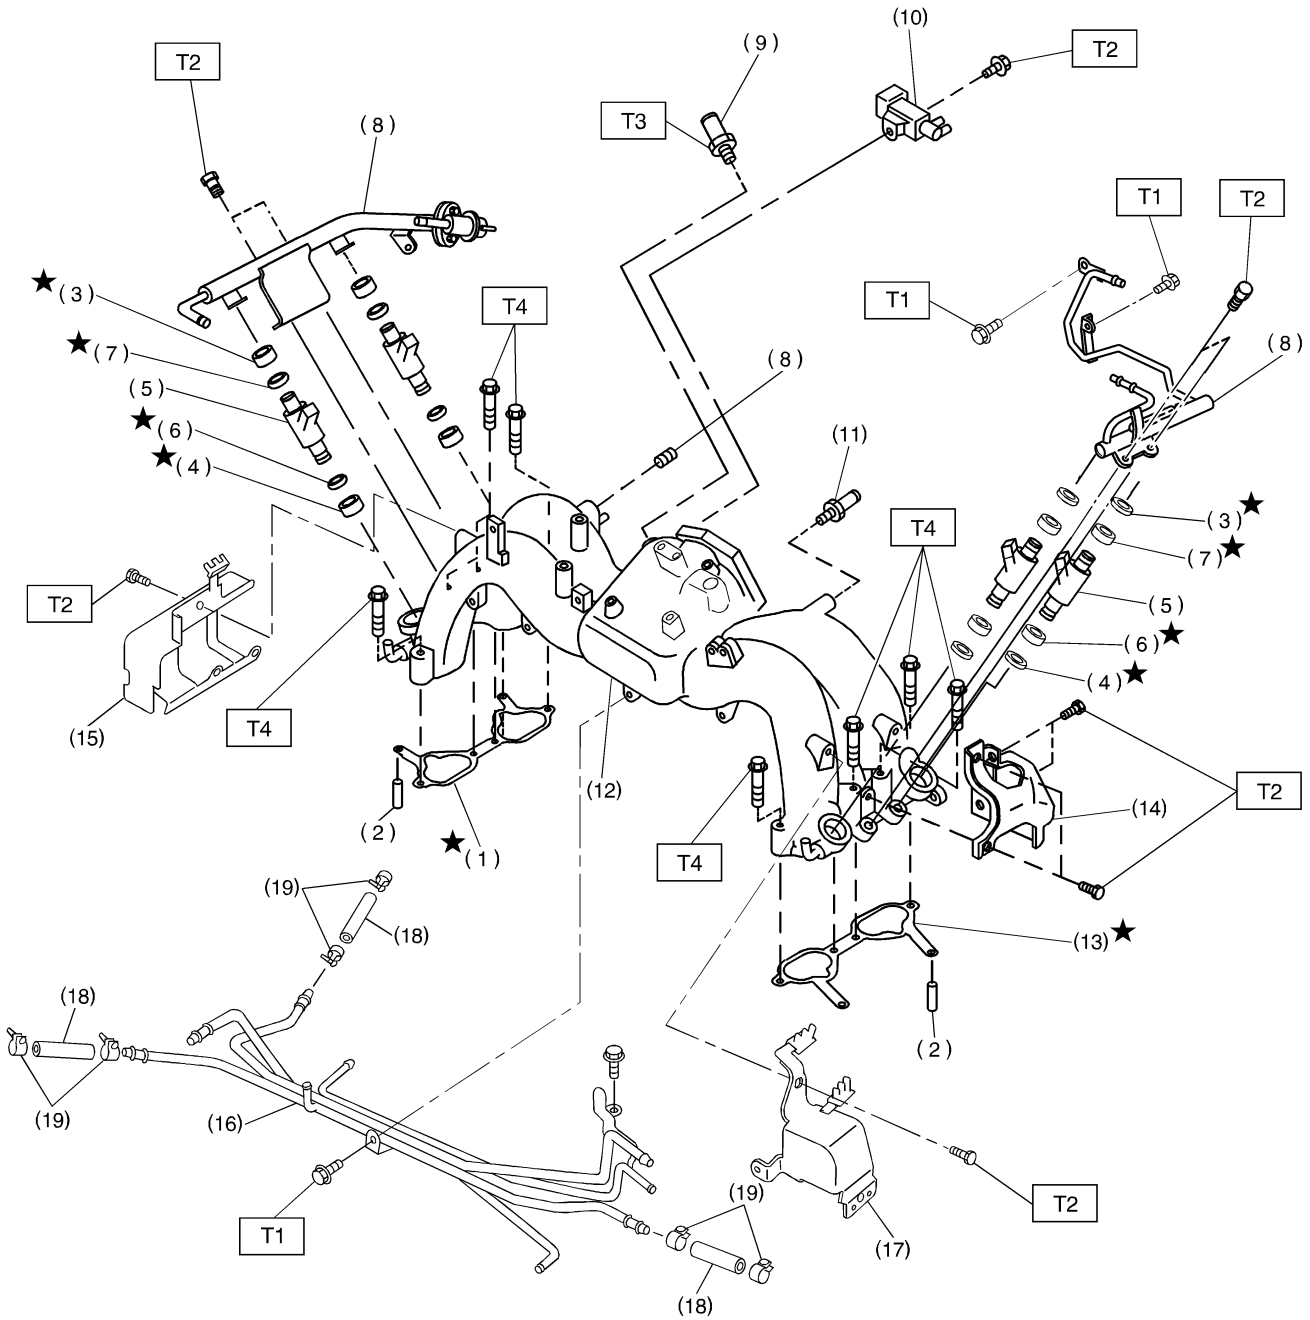 (10)
(9)
T2
T2
T3
(8)
T1
T2
★ (3)
T4
T1
★ (7)
(8)
(8)
(5)
★ (6)
(11)
★ (4)
(3) ★
T4
(7) ★
T2
(5)
(6) ★
(4) ★
T4
(15)
(12)
T2
(14)
(2)
★ (1)
T4
(19)
(18)
(13) ★
(18)
(2)
(19)
(16)
(19)
T2
T1
(17)
(18)